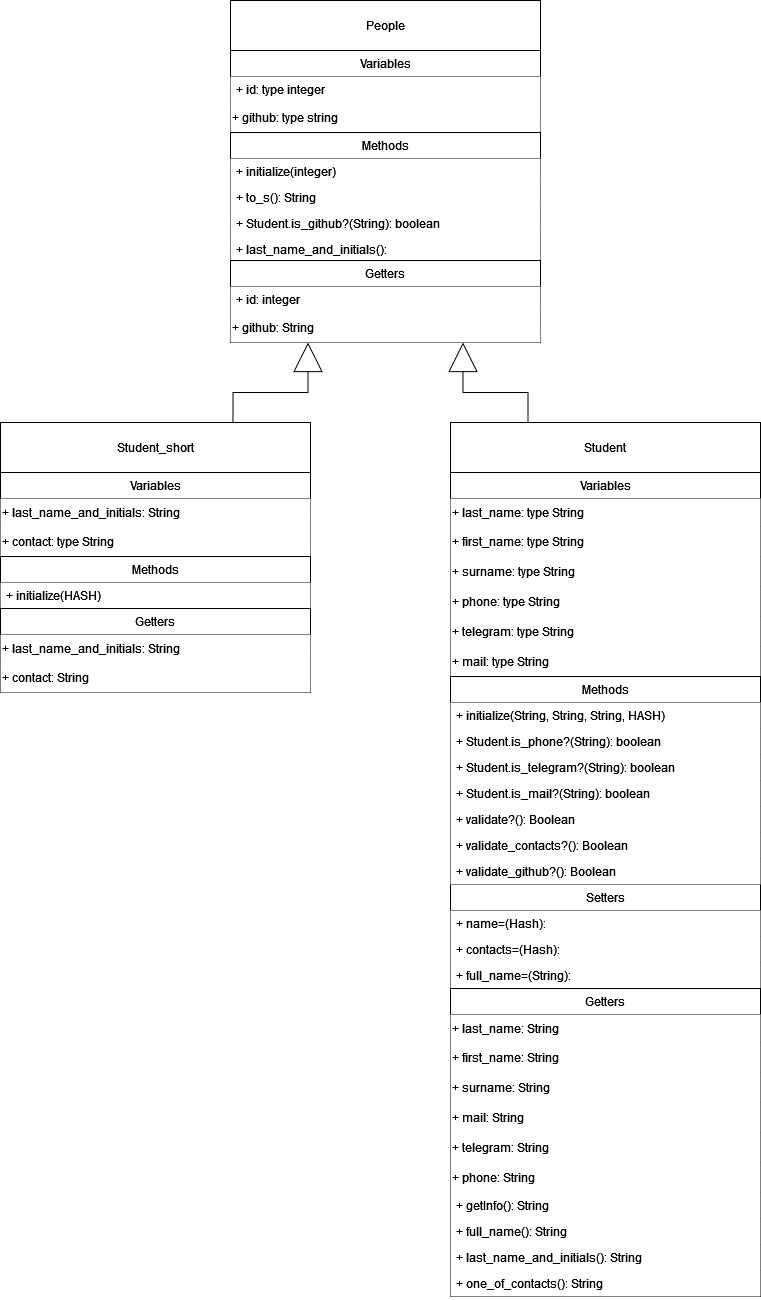 People
Variables
+ id: type integer
+ github: type string
Methods
+ initialize(integer)
+ to_s(): String
+ Student.is_github?(String): boolean
+ last_name_and_initials():
Getters
+ id: integer
+ github: String
Student_short
Variables
+ last_name_and_initials: String
+ contact: type String
Methods
+ initialize(HASH)
Getters
+ last_name_and_initials: String
+ contact: String
Student
Variables
+ last_name: type String
+ first_name: type String
+ surname: type String
+ phone: type String
+ telegram: type String
+ mail: type String
Methods
+ initialize(String, String, String, HASH)
+ Student.is_phone?(String): boolean
+ Student.is_telegram?(String): boolean
+ Student.is_mail?(String): boolean
+ validate?(): Boolean
+ validate_contacts?(): Boolean
+ validate_github?(): Boolean
Setters
+ name=(Hash):
+ contacts=(Hash):
+ full_name=(String):
Getters
+ last_name: String
+ first_name: String
+ surname: String
+ mail: String
+ telegram: String
+ phone: String
+ getInfo(): String
+ full_name(): String
+ last_name_and_initials(): String
+ one_of_contacts(): String